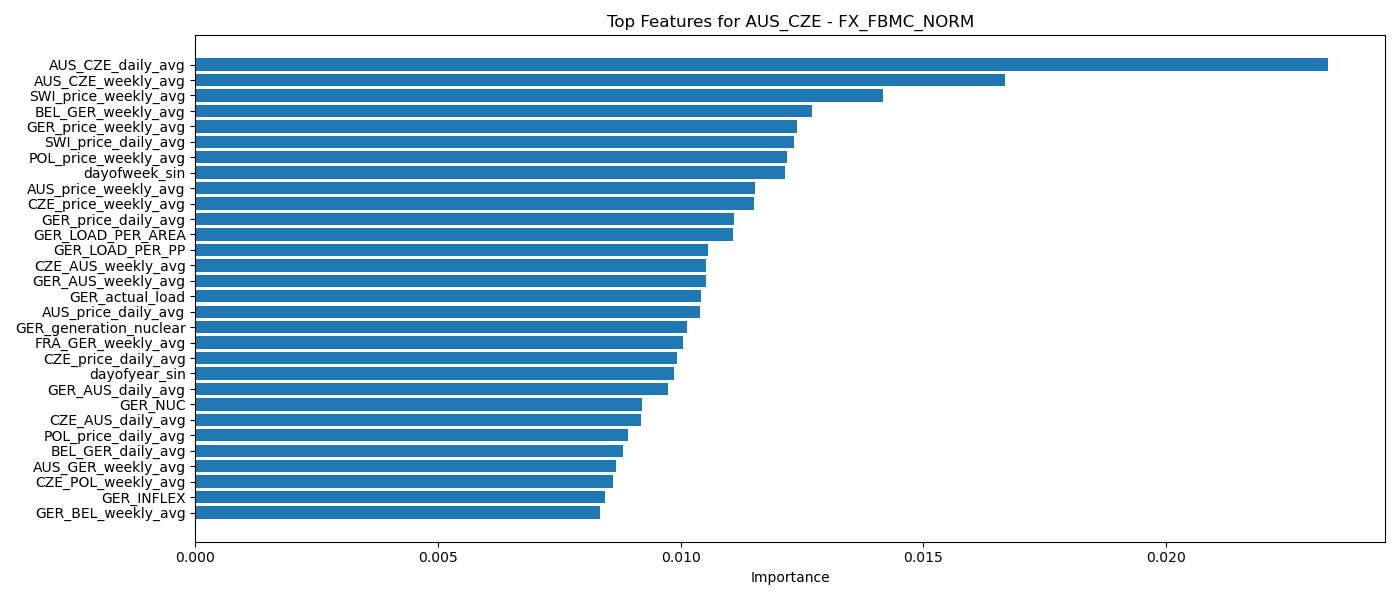 Top Features for AUS_CZE - FX_FBMC_NORM
AUS_CZE_daily_avg
AUS_CZE_weekly_avg
SWI_price_weekly_avg
BEL_GER_weekly_avg
GER_price_weekly_avg
SWI_price_daily_avg
POL_price_weekly_avg
dayofweek_sin
AUS_price_weekly_avg
CZE_price_weekly_avg
GER_price_daily_avg
GER_LOAD_PER_AREA
GER_LOAD_PER_PP
CZE_AUS_weekly_avg
GER_AUS_weekly_avg
GER_actual_load
AUS_price_daily_avg
GER_generation_nuclear
FRA_GER_weekly_avg
CZE_price_daily_avg
dayofyear_sin
GER_AUS_daily_avg
GER_NUC
CZE_AUS_daily_avg
POL_price_daily_avg
BEL_GER_daily_avg
AUS_GER_weekly_avg
CZE_POL_weekly_avg
GER_INFLEX
GER_BEL_weekly_avg
0.000 0.005 0.010 0.015 0.020
Importance